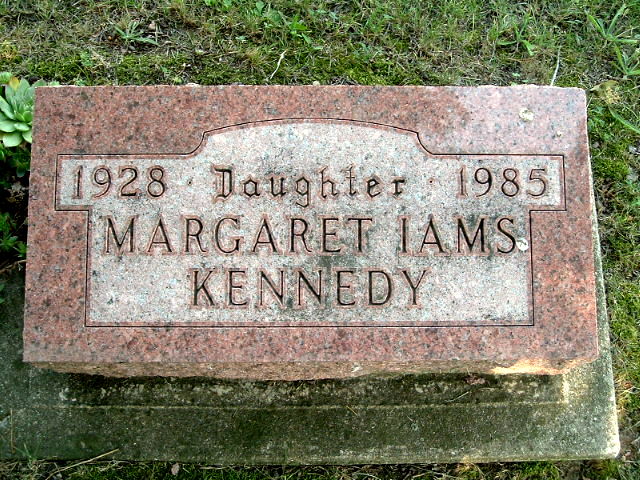 1928 Daughter 1985
MARGARET IAMS
KENNEDY